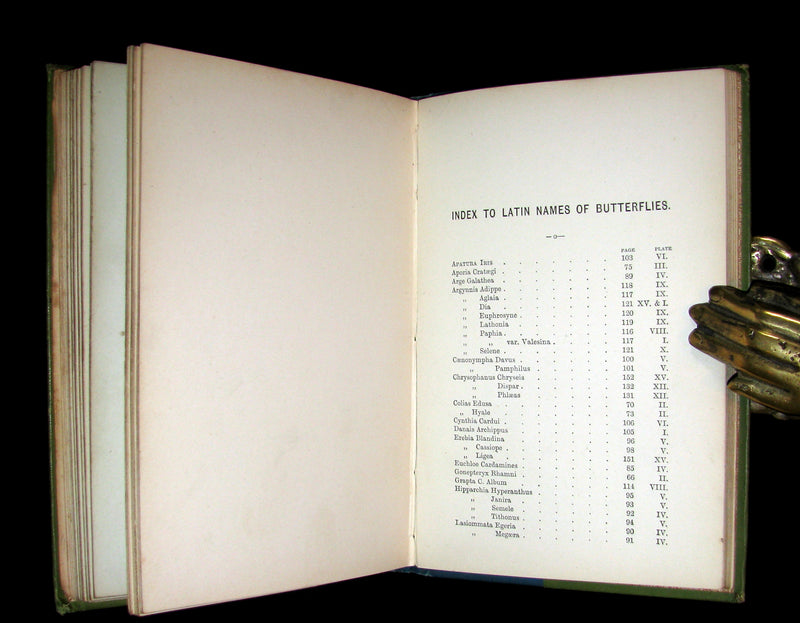 INDEX TO LATIN NAMES OF BUTTERFLIES.
PAGE PLATE
APATURA IRIS . . . . . . . 103 VI.
Aporia Cratægi . . . . . . . 75 III.
Arge Galathea . . . . . . . 89 IV.
Argynnis Adippe . . . . . . . 118 IX.
„ Aglaia . . . . . . . 117 IX.
„ Dia . . . . . . . 121 XV. & I.
„ Euphrosyne . . . . . . 120 IX.
„ Lathonia . . . . . . 119 IX.
„ Paphia . . . . . . . 116 VIII.
„ „ var. Valesina . . . . 117 I.
„ Selene . . . . . . . 121 X.
Cœnonympha Davus . . . . . . 100 V.
„ Pamphilus . . . . . 101 V.
Chrysophanus Chryseis . . . . . 152 XV.
„ Dispar . . . . . . 132 XII.
„ Phlæas . . . . . 131 XII.
Colias Edusa . . . . . . . 70 II.
„ Hyale . . . . . . . 73 II.
Cynthia Cardui . . . . . . . 106 VI.
Danais Archippus . . . . . . 105 I.
Erebia Blandina . . . . . . 96 V.
„ Cassiope . . . . . . . 98 V.
„ Ligea . . . . . . . 151 XV.
Euchloe Cardamines . . . . . . 85 IV.
Gonepteryx Rhamni . . . . . . 66 II.
Grapta C. Album . . . . . . 114 VIII.
Hipparchia Hyperanthus . . . . . 95 V.
„ Janira . . . . . . 93 V.
„ Semele . . . . . . 92 IV.
„ Tithonus . . . . . . 94 V.
Lasiommata Egeria . . . . . . 90 IV.
„ Megæra . . . . . . 91 IV.